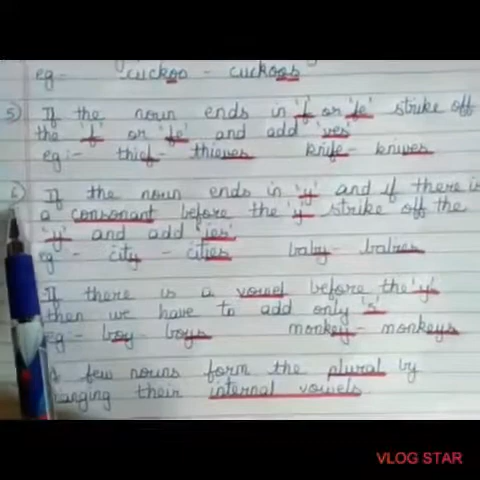 eg- cuckoo - cuckoos
5) If the noun ends in 'f' or 'fe' strike off
the 'f' or 'fe' and add 'ves'
eg :- thief - thieves knife - knives
6) If the noun ends in 'y' and if there is
a consonant before the 'y' strike off the
'y' and add 'ies'
eg - city - cities baby - babies
If there is a vowel before the 'y'
then we have to add only 's'
eg - boy - boys monkey - monkeys
few nouns form the plural by
hanging their internal vowels
VLOG STAR